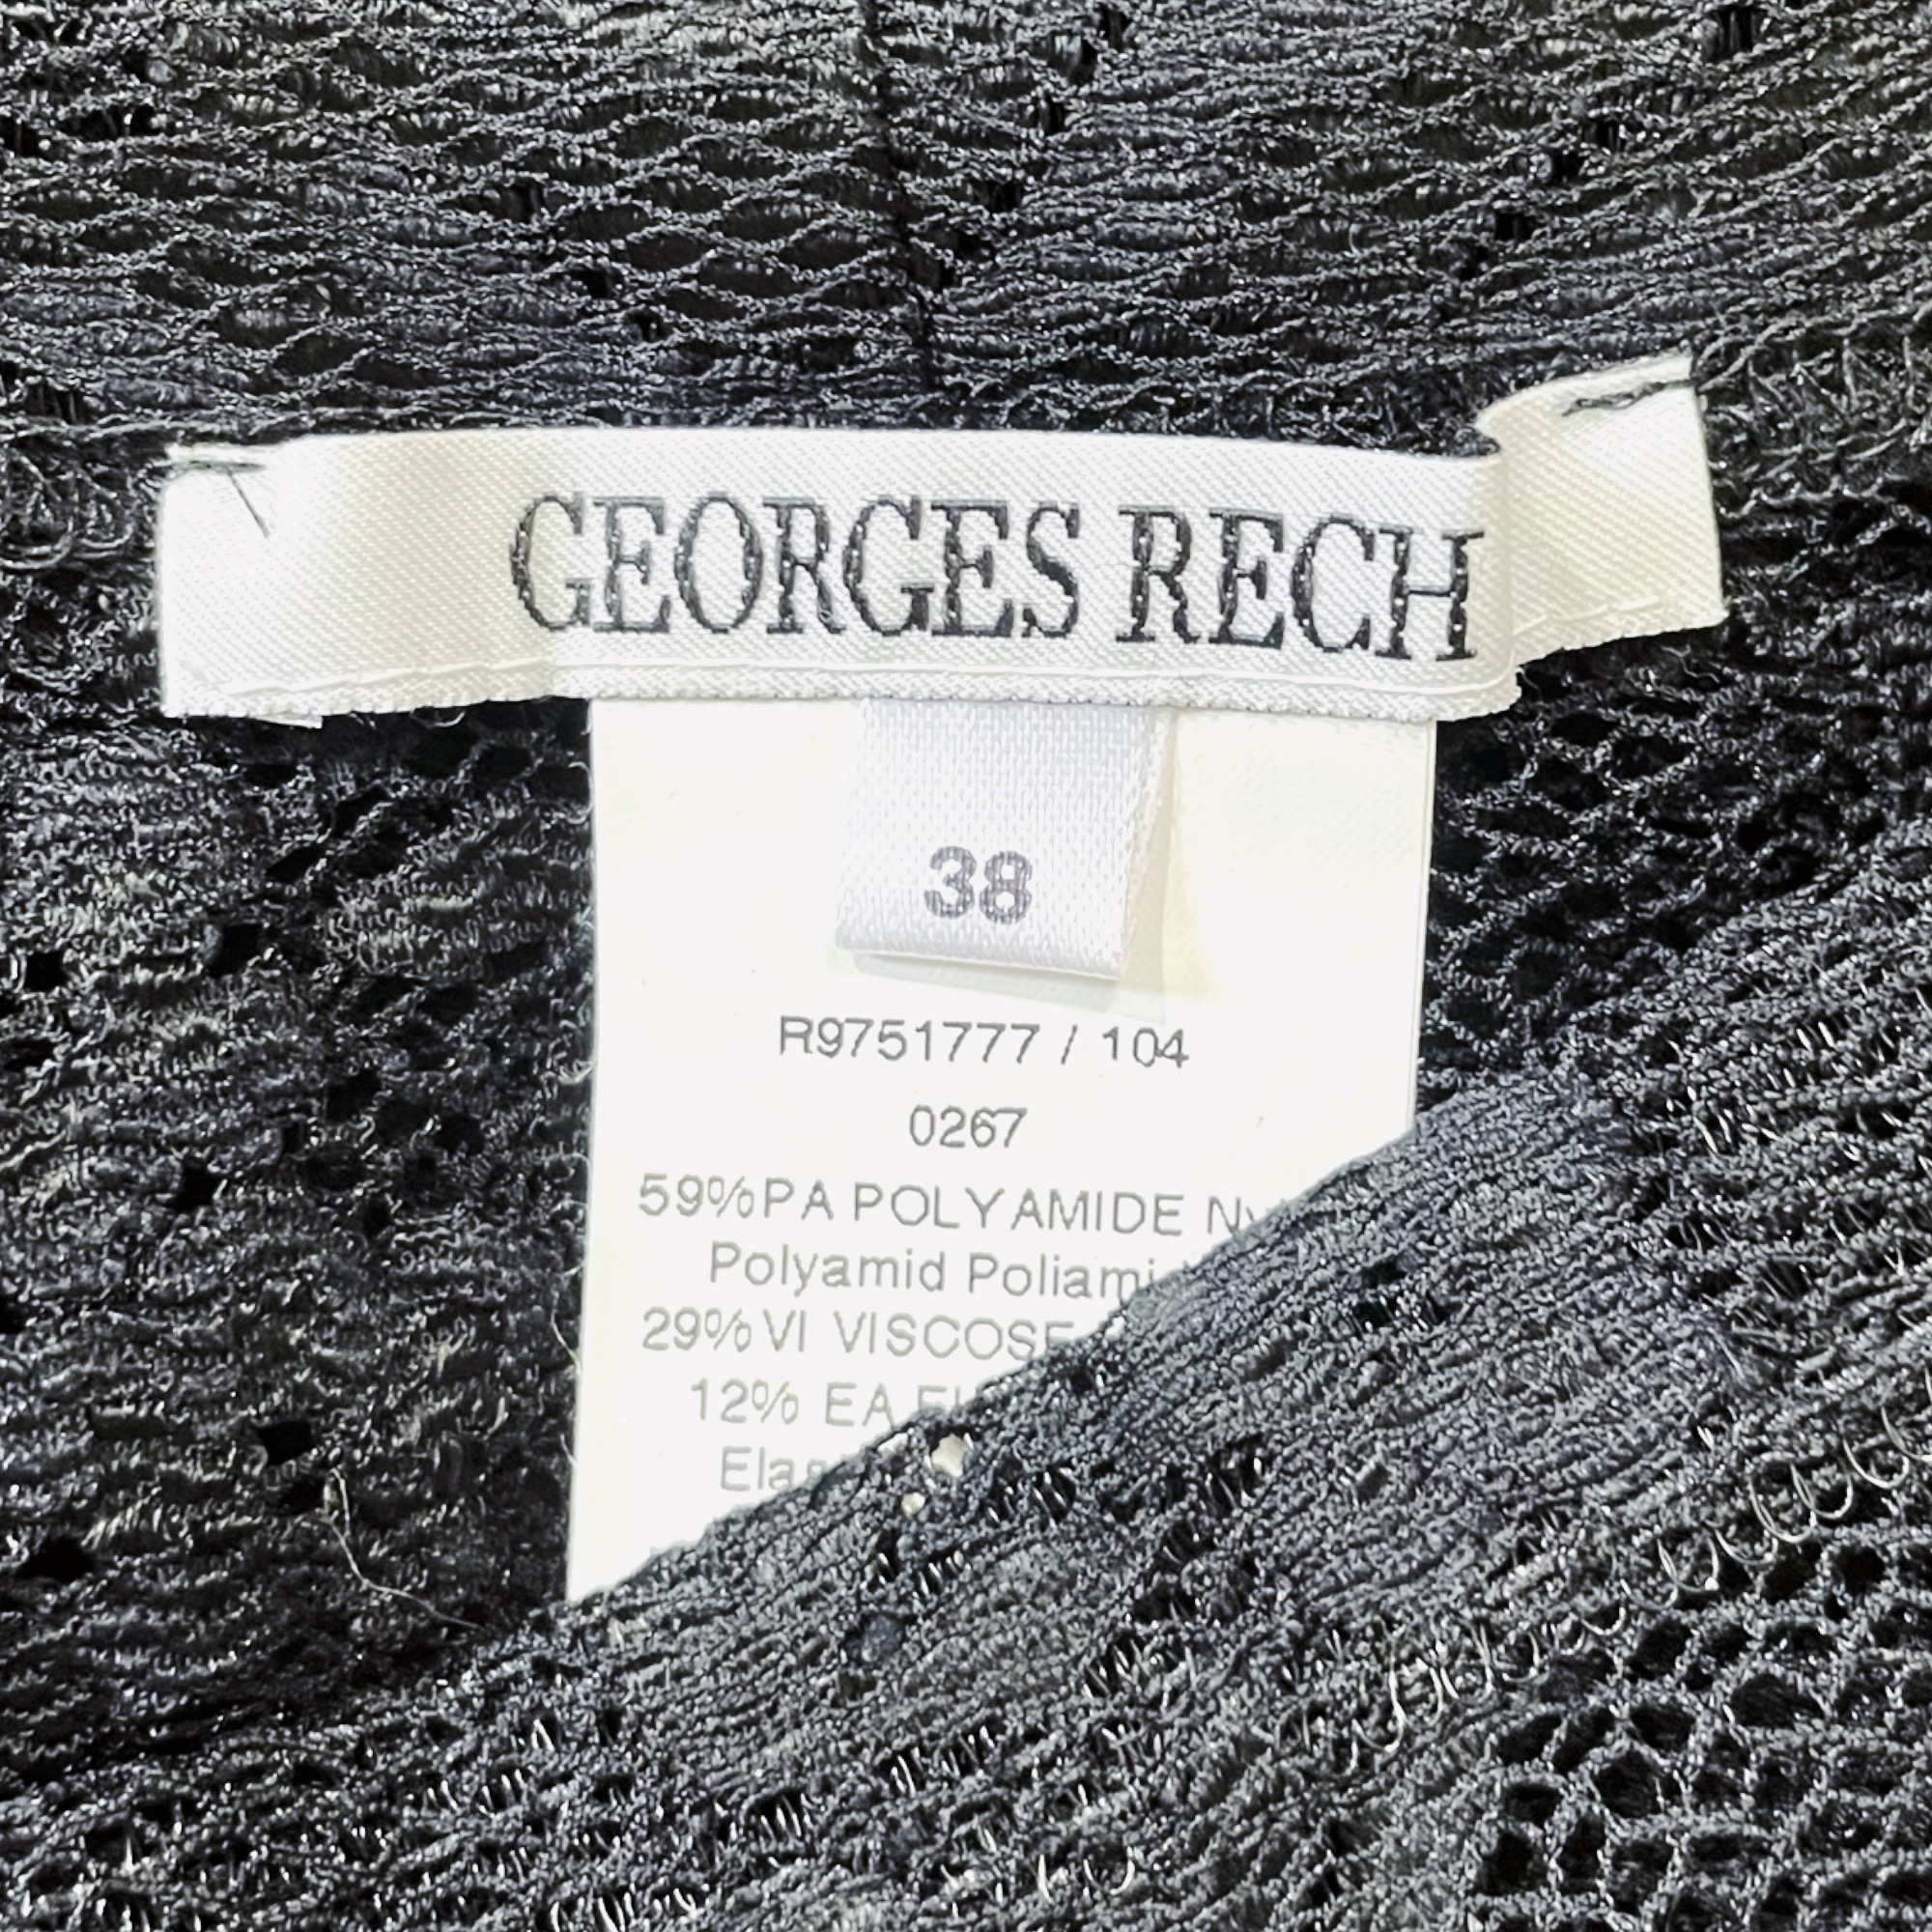 GEORGES RECH
38
R9751777 / 104
0267
59%PA POLYAMIDE
Polyamid
29%VI VISCOSE
12% EA